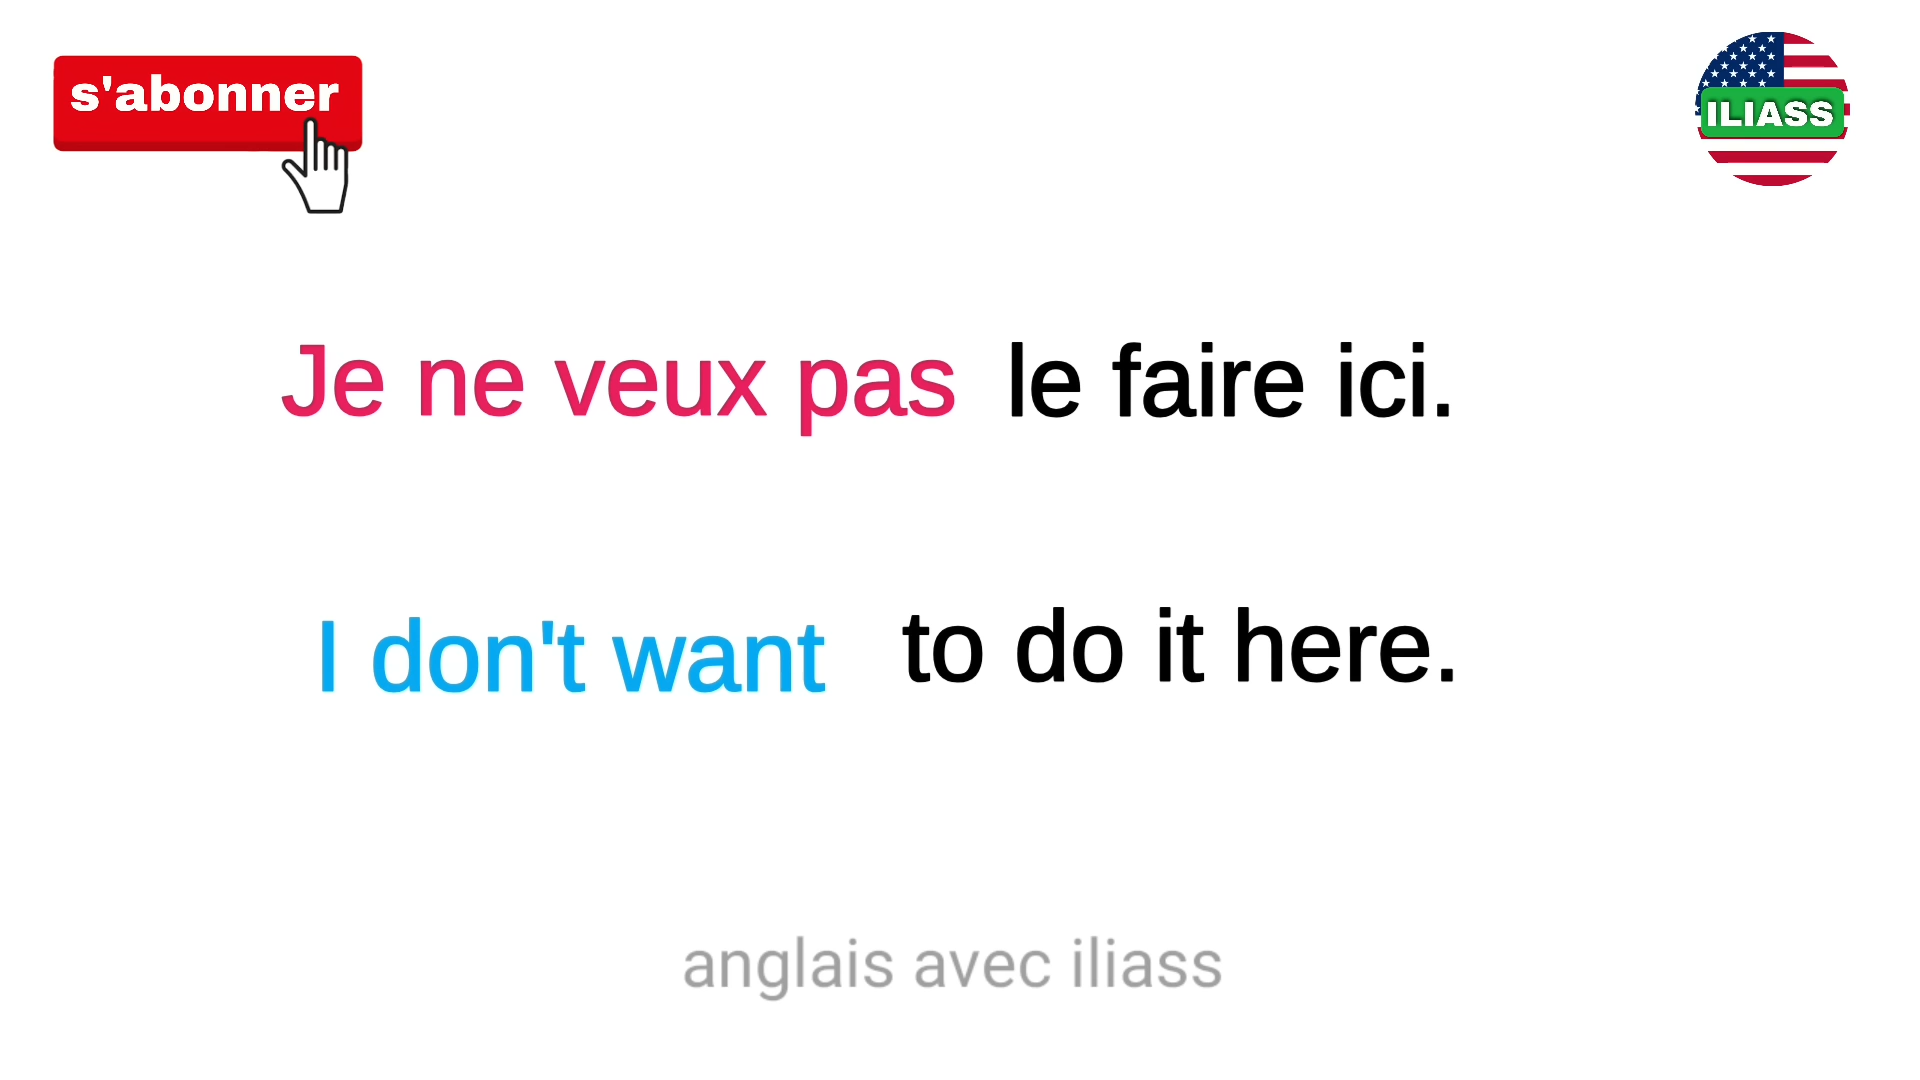 s'abonner
ILIASS
Je ne veux pas le faire ici.
I don't want to do it here.
anglais avec iliass